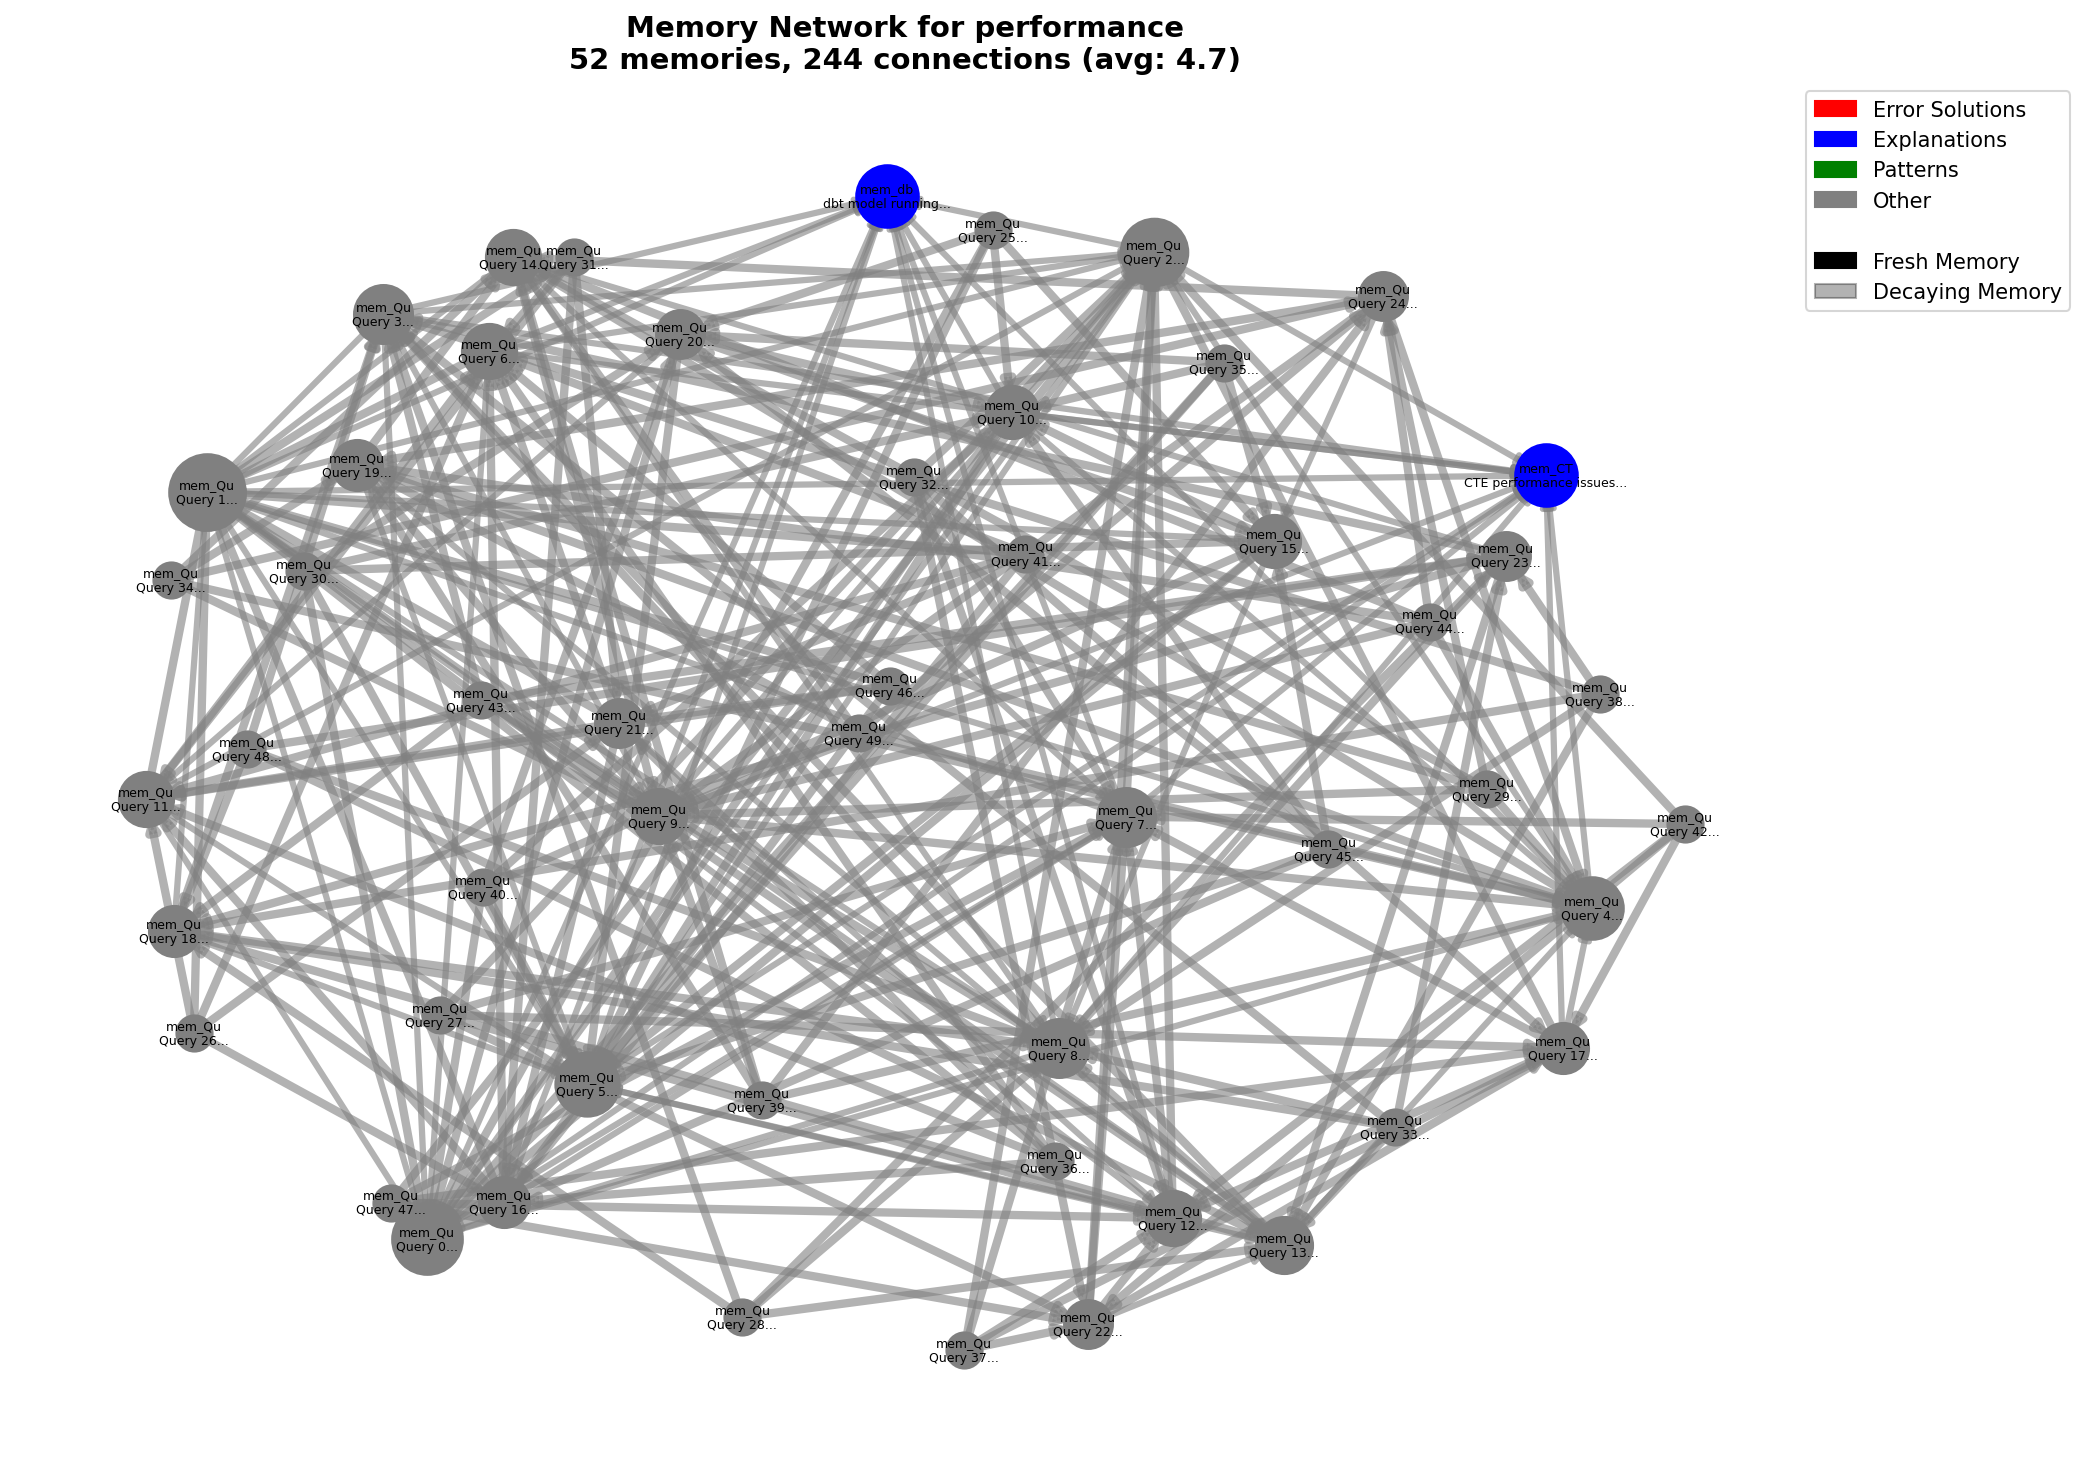 Memory Network for performance
52 memories, 244 connections (avg: 4.7)
Error Solutions
Explanations
Patterns
Other
Fresh Memory
Decaying Memory
mem_db
dbt model running...
mem_Qu
Query 25...
mem_Qu
Query 2...
mem_Qu
Query 14...
mem_Qu
Query 31...
mem_Qu
Query 24...
mem_Qu
Query 3...
mem_Qu
Query 20...
mem_Qu
Query 6...
mem_Qu
Query 35...
mem_Qu
Query 10...
mem_Qu
Query 19...
mem_CT
CTE performance issues...
mem_Qu
Query 32...
mem_Qu
Query 1...
mem_Qu
Query 15...
mem_Qu
Query 41...
mem_Qu
Query 23...
mem_Qu
Query 30...
mem_Qu
Query 34...
mem_Qu
Query 44...
mem_Qu
Query 46...
mem_Qu
Query 38...
mem_Qu
Query 43...
mem_Qu
Query 21...
mem_Qu
Query 49...
mem_Qu
Query 48...
mem_Qu
Query 29...
mem_Qu
Query 11...
mem_Qu
Query 9...
mem_Qu
Query 7...
mem_Qu
Query 42...
mem_Qu
Query 45...
mem_Qu
Query 40...
mem_Qu
Query 4...
mem_Qu
Query 18...
mem_Qu
Query 27...
mem_Qu
Query 26...
mem_Qu
Query 8...
mem_Qu
Query 17...
mem_Qu
Query 5...
mem_Qu
Query 39...
mem_Qu
Query 33...
mem_Qu
Query 36...
mem_Qu
Query 47...
mem_Qu
Query 16...
mem_Qu
Query 12...
mem_Qu
Query 0...
mem_Qu
Query 13...
mem_Qu
Query 28...
mem_Qu
Query 22...
mem_Qu
Query 37...